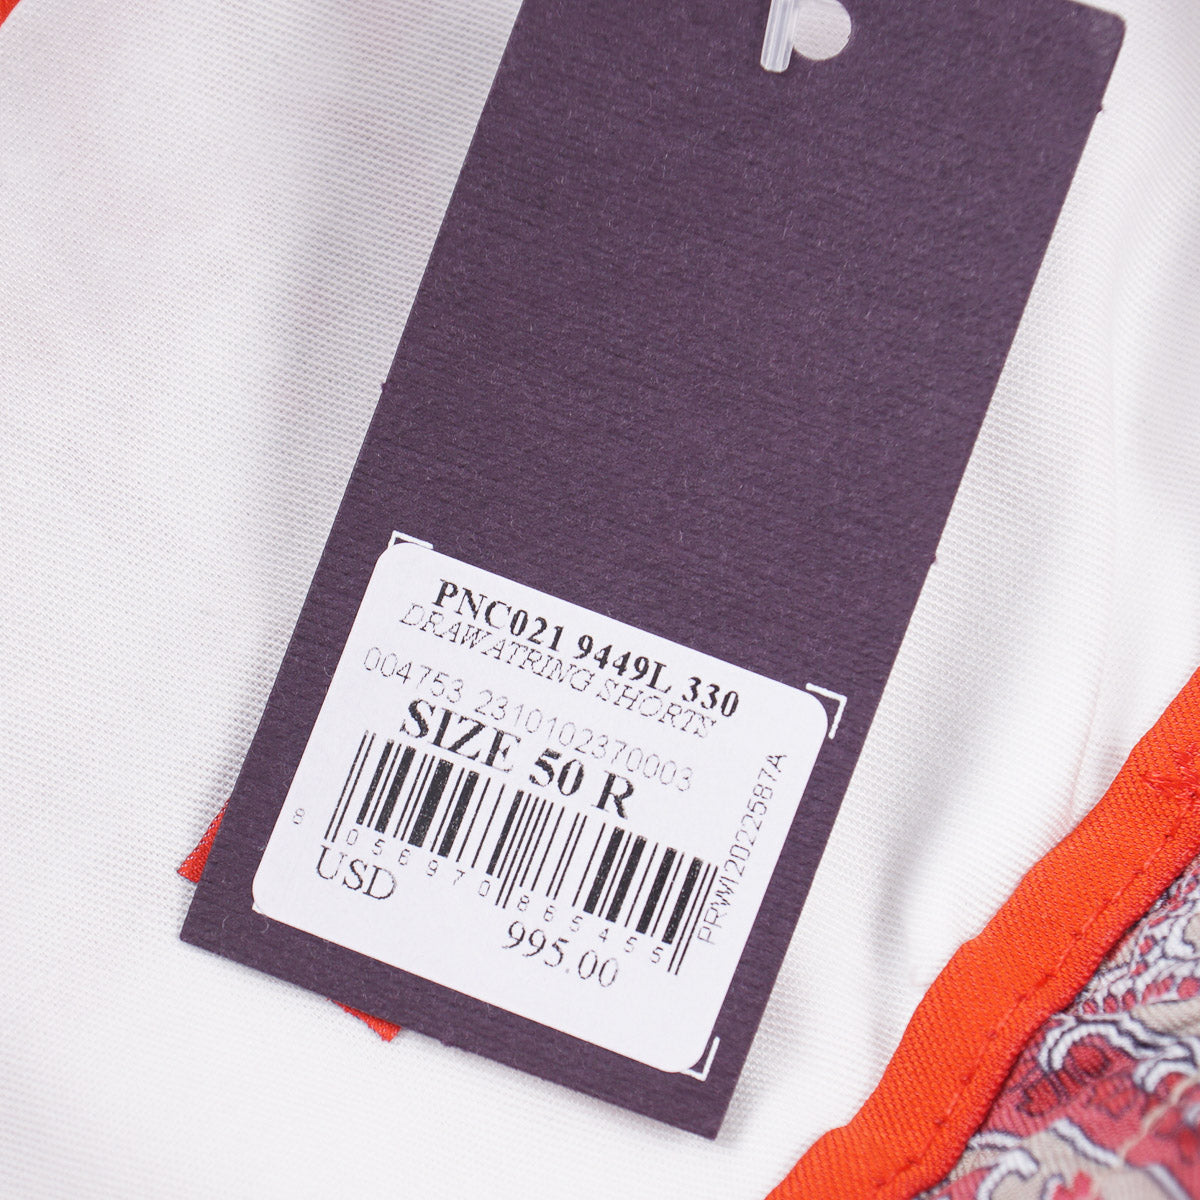 PNC021 9449L 330
DRAWATRING SHORTS
004753 2310102370003
SIZE 50 R
8 056970 865455
USD
995.00
PRWI2022587A